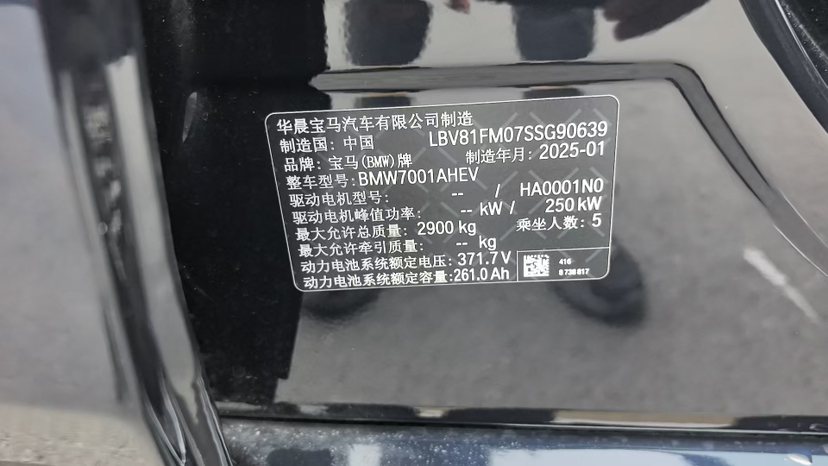 华晨宝马汽车有限公司制造
制造国: 中国 LBV81FM07SSG90639
品牌: 宝马(BMW)牌 制造年月: 2025-01
整车型号: BMW7001AHEV
驱动电机型号: -- / HA0001N0
驱动电机峰值功率: -- kW / 250 kW
最大允许总质量: 2900 kg 乘坐人数: 5
最大允许牵引质量: -- kg
动力电池系统额定电压: 371.7 V
动力电池系统额定容量: 261.0 Ah
416
8 738 817